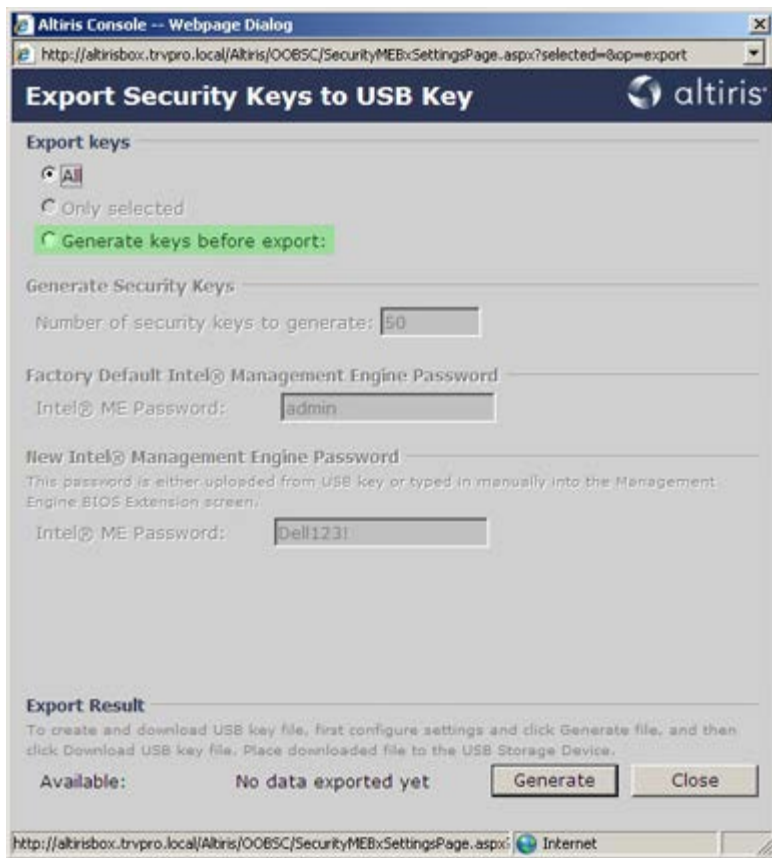 Altiris Console -- Webpage Dialog
http://altirisbox.trvpro.local/Altiris/OOBSC/SecurityMEBxSettingsPage.aspx?selected=&op=export
Export Security Keys to USB Key
altiris
Export keys
All
Only selected
Generate keys before export:
Generate Security Keys
Number of security keys to generate: 50
Factory Default Intel® Management Engine Password
Intel® ME Password: admin
New Intel® Management Engine Password
This password is either uploaded from USB key or typed in manually into the Management
Engine BIOS Extension screen.
Intel® ME Password: Dell123!
Export Result
To create and download USB key file, first configure settings and click Generate file, and then
click Download USB key file. Place downloaded file to the USB Storage Device.
Available: No data exported yet Generate Close
http://altirisbox.trvpro.local/Altiris/OOBSC/SecurityMEBxSettingsPage.aspx? Internet